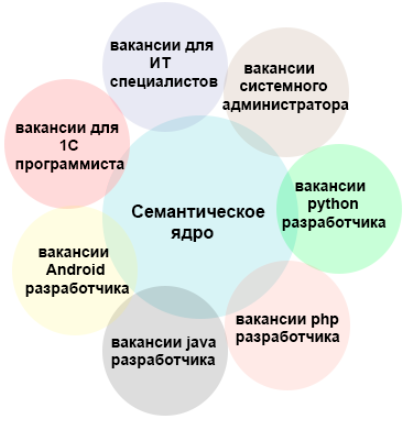 вакансии для
ИТ
специалистов
вакансии
системного
администратора
вакансии для
1С
программиста
вакансии
python
разработчика
Семантическое
ядро
вакансии
Android
разработчика
вакансии php
разработчика
вакансии java
разработчика